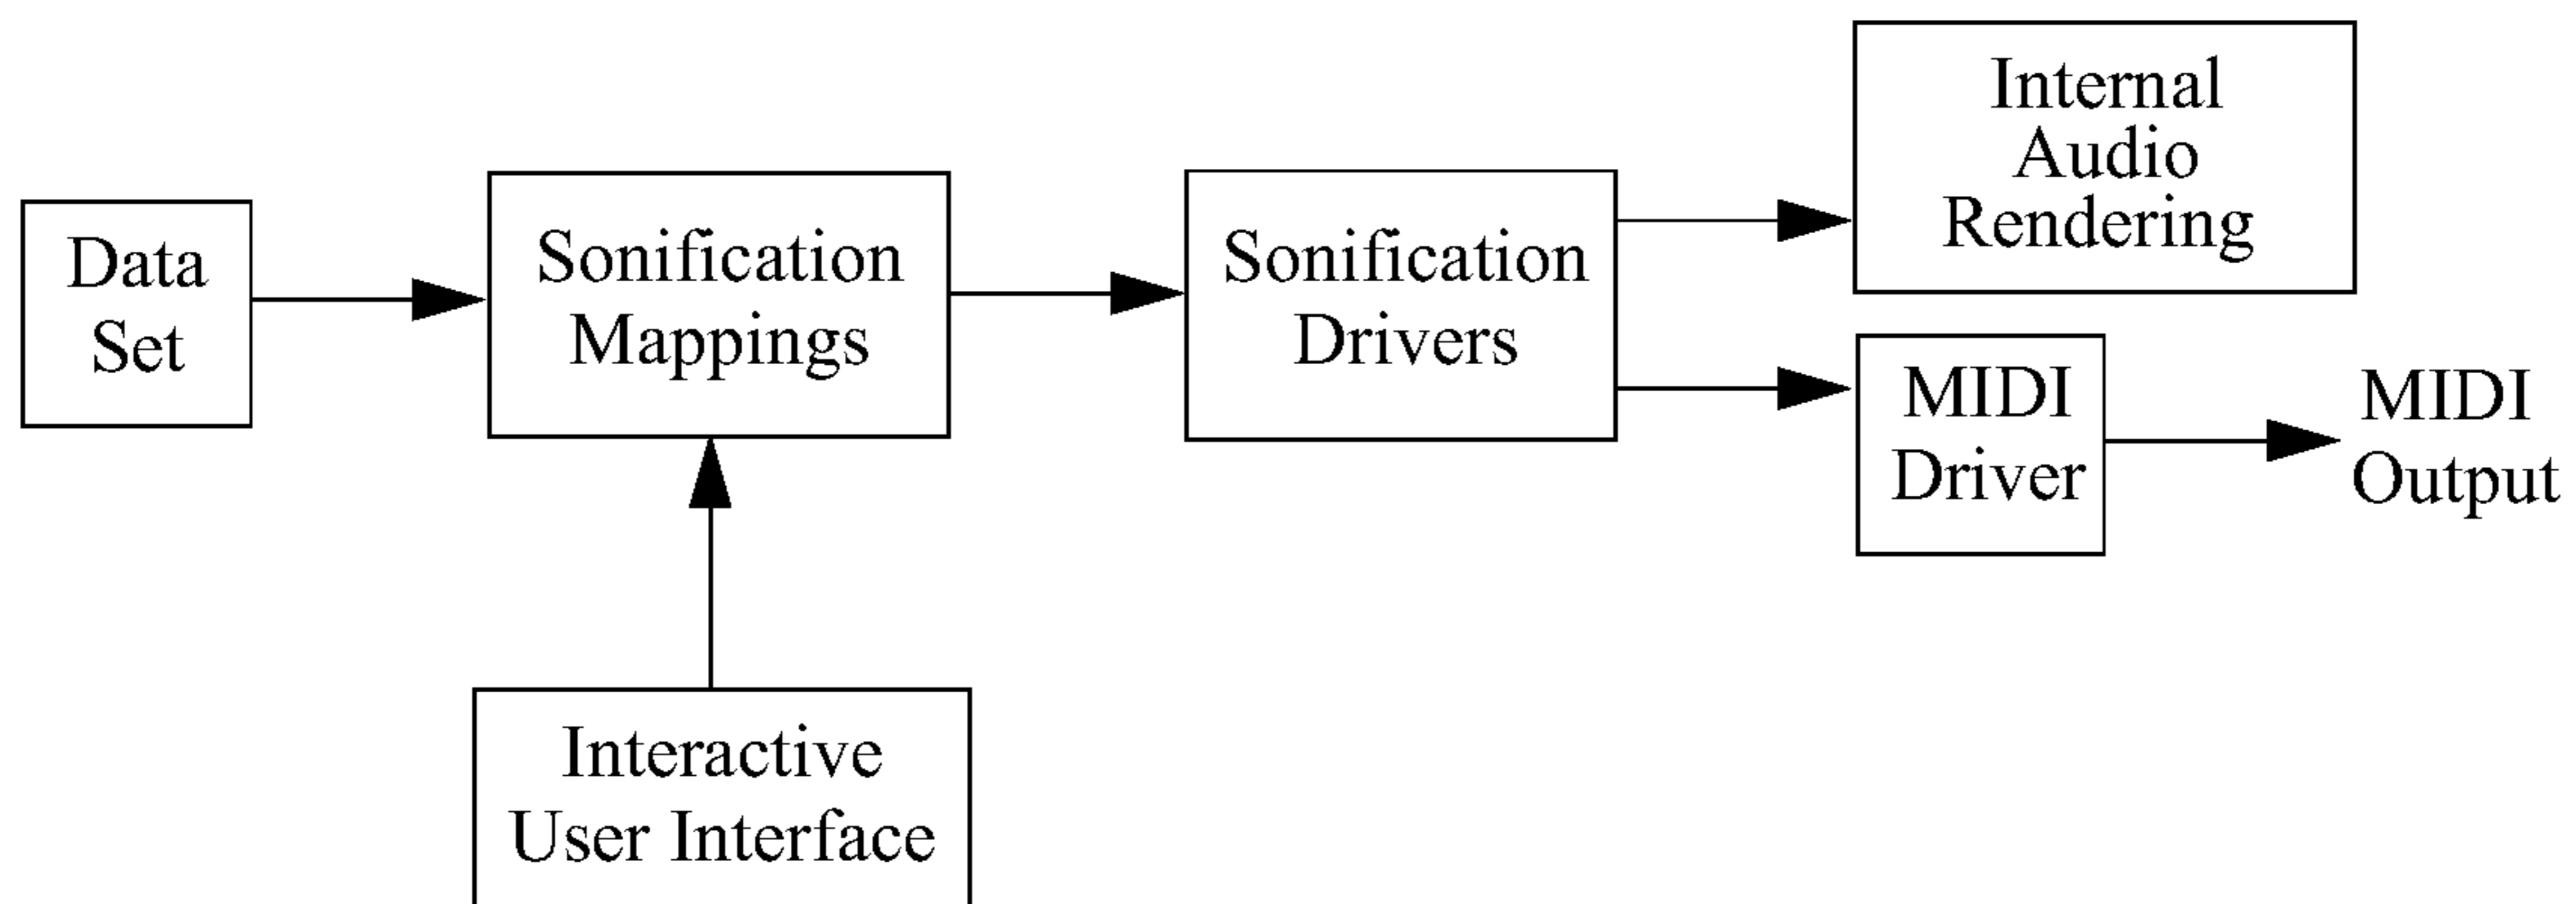 Data
Set
Sonification
Mappings
Sonification
Drivers
Internal
Audio
Rendering
MIDI
Driver
MIDI
Output
Interactive
User Interface